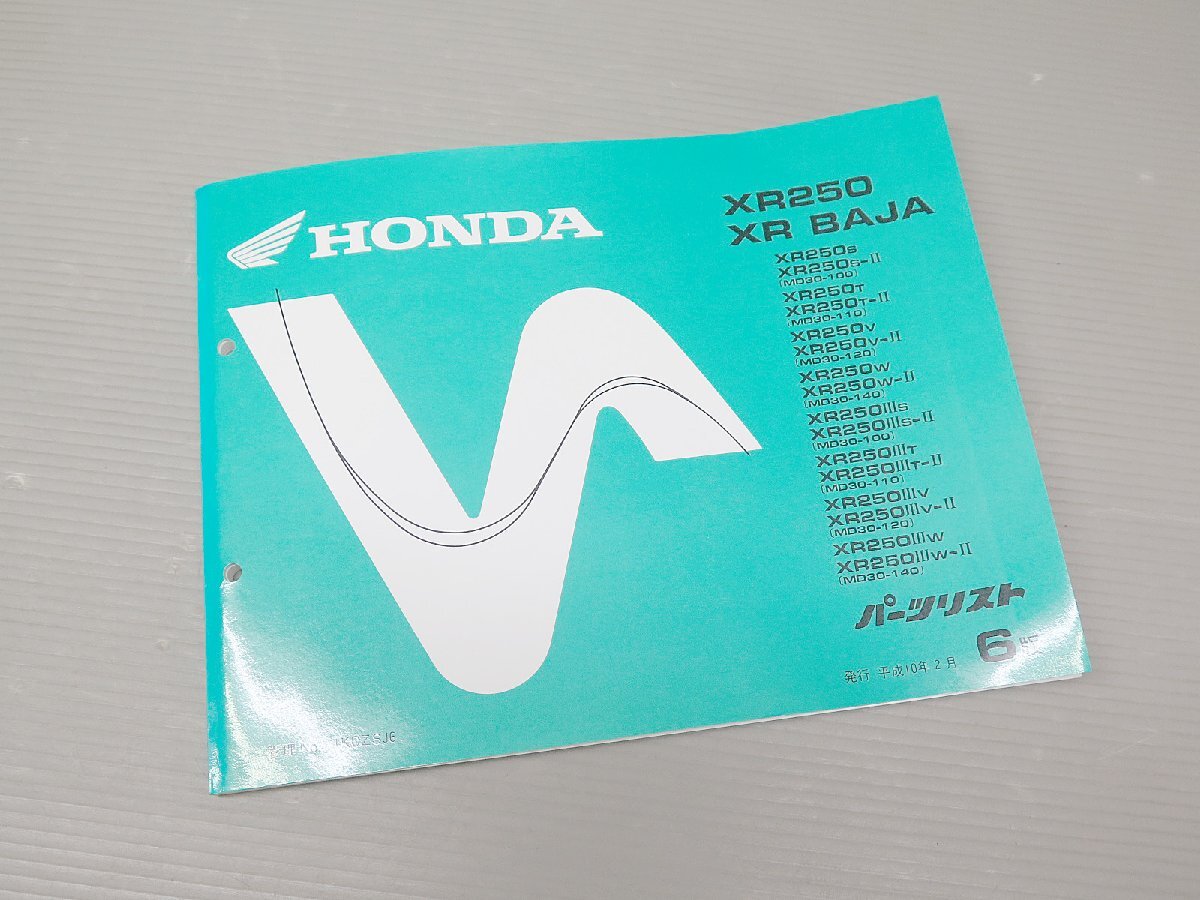 HONDA
XR250
XR BAJA
XR250S
XR250S-II
(MD30-100)
XR250T
XR250T-II
(MD30-110)
XR250V
XR250V-II
(MD30-120)
XR250W
XR250W-II
(MD30-140)
XR250IIIS
XR250IIIS-II
(MD30-100)
XR250IIIT
XR250IIIT-II
(MD30-110)
XR250IIIV
XR250IIIV-II
(MD30-120)
XR250IIIW
XR250IIIW-II
(MD30-140)
パーツリスト
6版
発行 平成10年2月